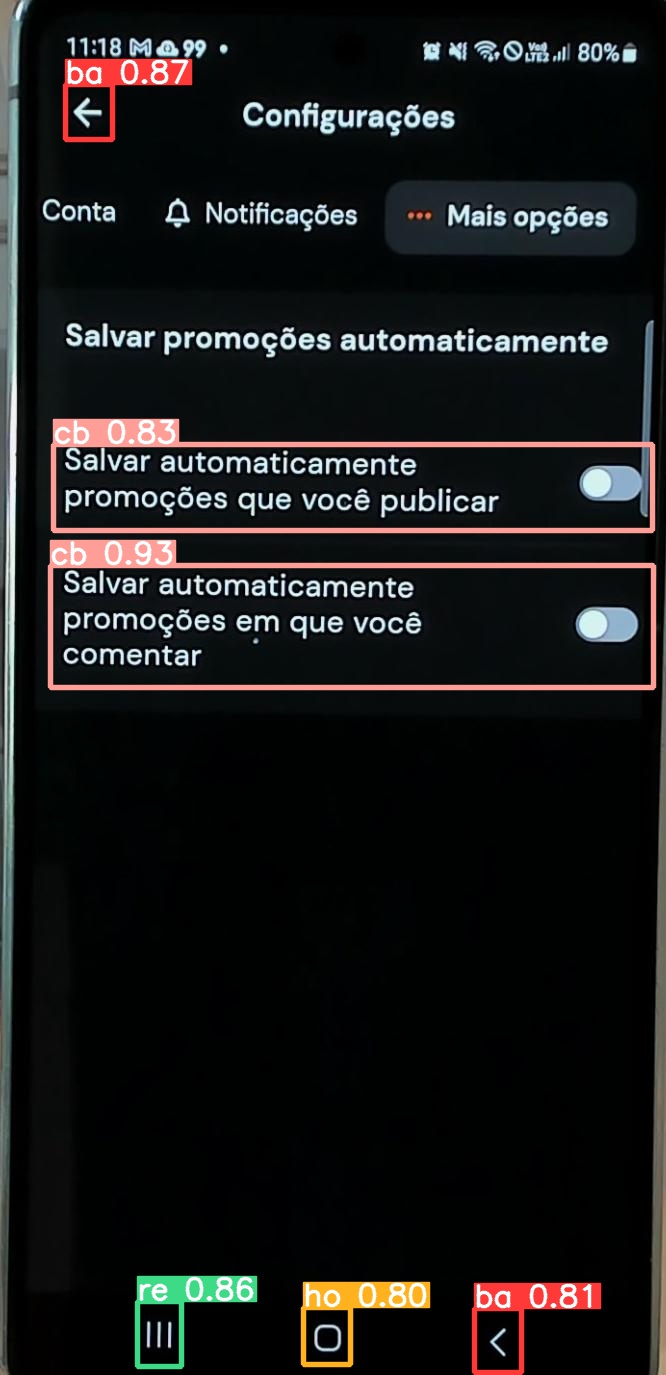 11:18 99 •
80%
ba 0.87
Configurações
Conta
Notificações
Mais opções
Salvar promoções automaticamente
cb 0.83
Salvar automaticamente
promoções que você publicar
cb 0.93
Salvar automaticamente
promoções em que você
comentar
re 0.86
ho 0.80
ba 0.81